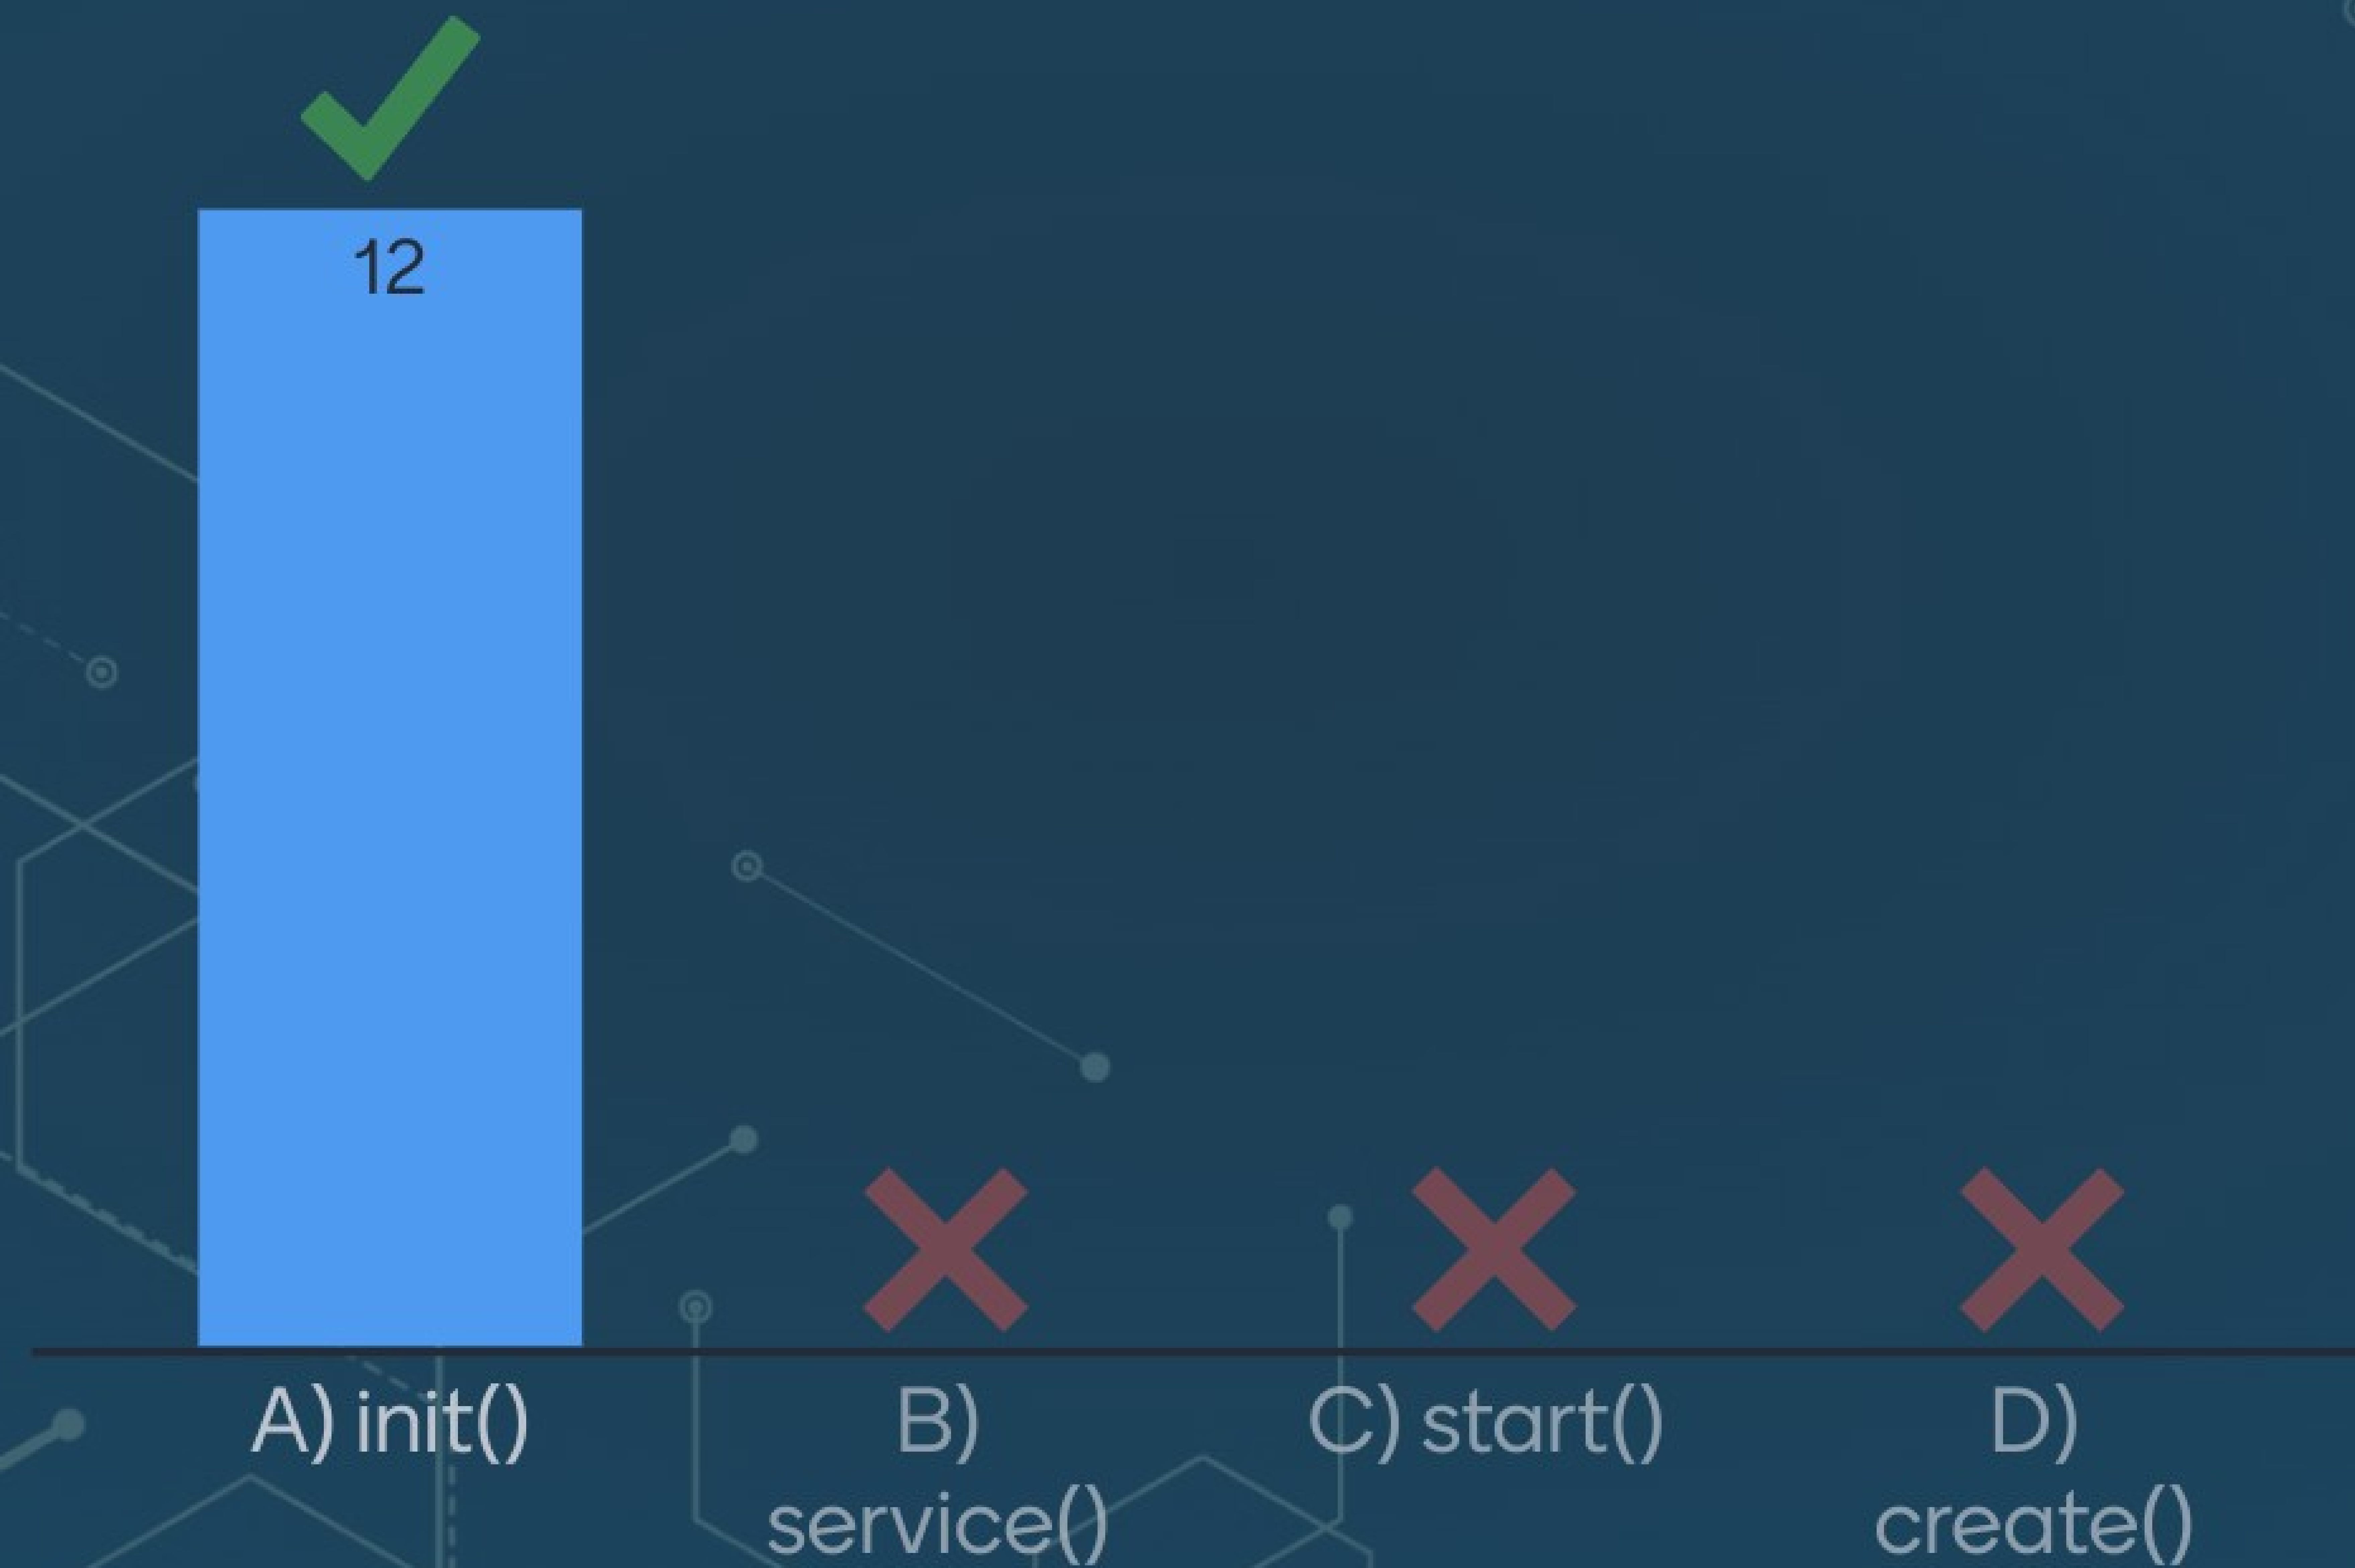 12
A) init()
B)
service()
C) start()
D)
create()